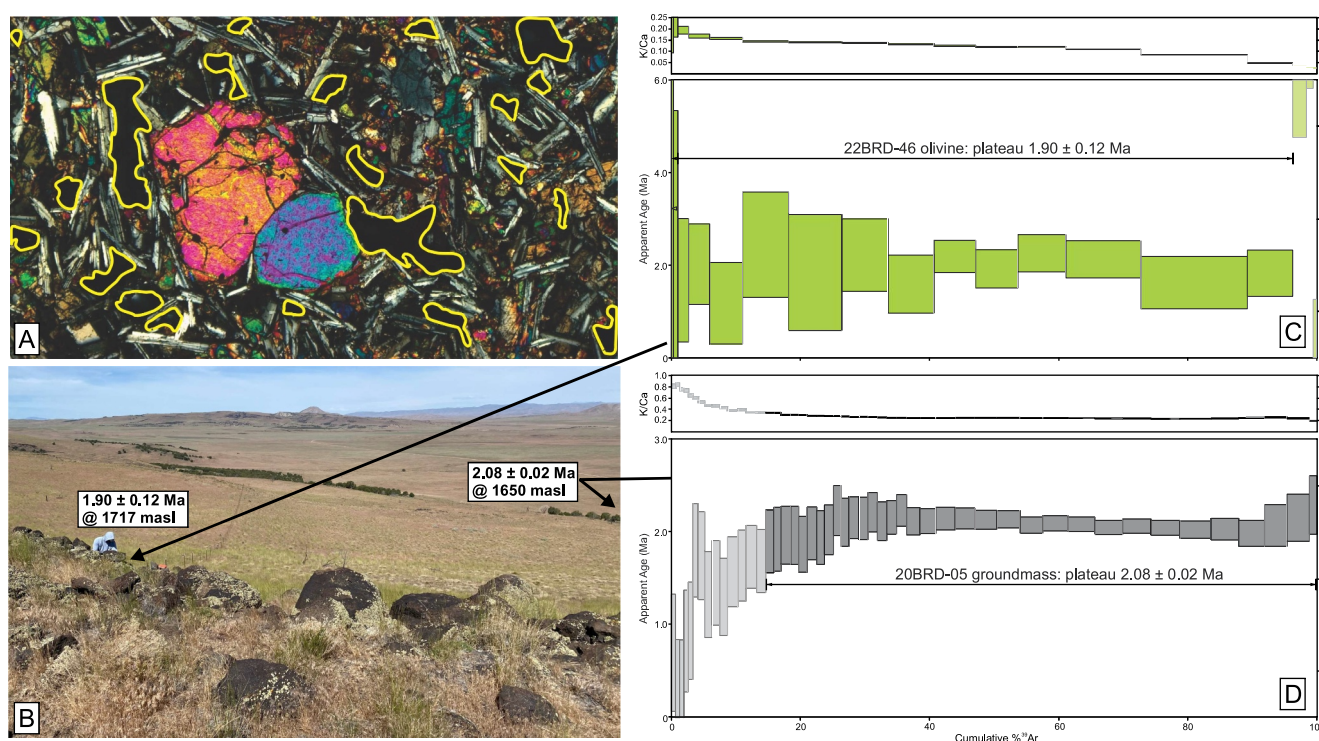 A
0.25
0.20
0.15
0.10
0.05
K/Ca
6.0
4.0
2.0
0
Apparent Age (Ma)
22BRD-46 olivine: plateau 1.90 ± 0.12 Ma
C
1.90 ± 0.12 Ma
@ 1717 masl
2.08 ± 0.02 Ma
@ 1650 masl
B
1.0
0.8
0.6
0.4
0.2
K/Ca
3.0
2.0
1.0
0
Apparent Age (Ma)
20BRD-05 groundmass: plateau 2.08 ± 0.02 Ma
D
0
20
40
60
80
100
Cumulative %³⁹Ar